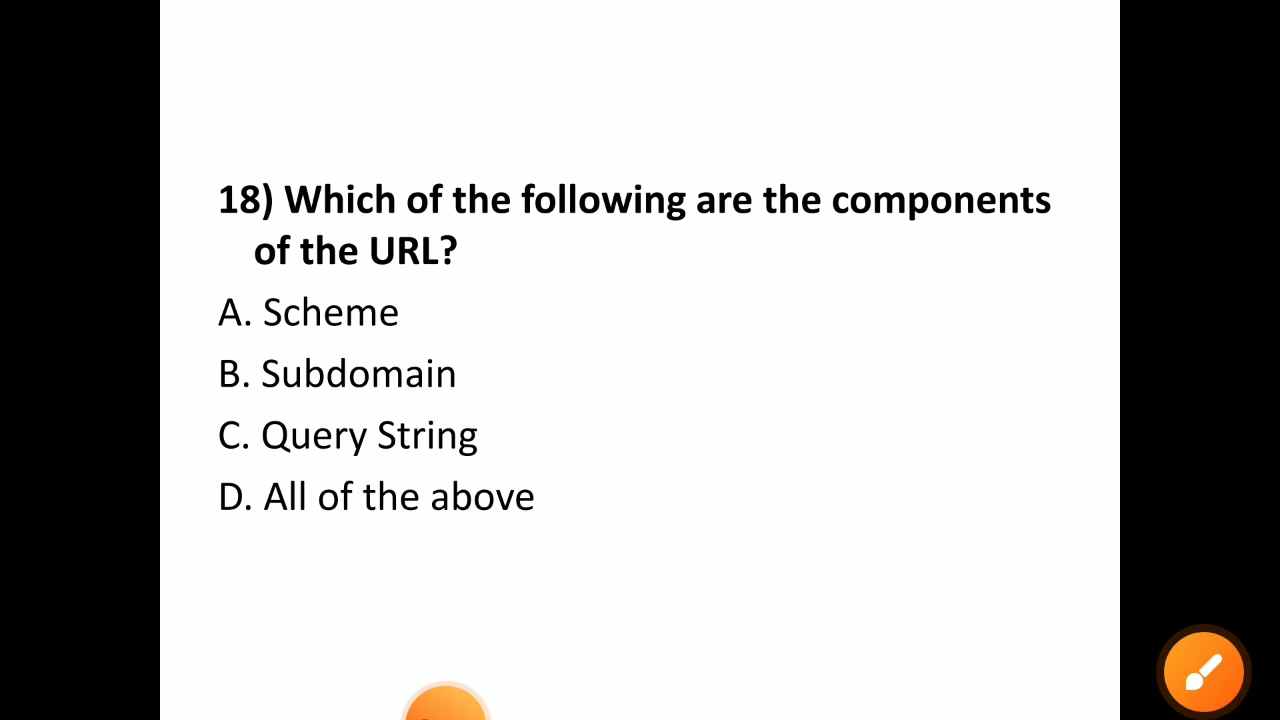 18) Which of the following are the components
of the URL?
A. Scheme
B. Subdomain
C. Query String
D. All of the above